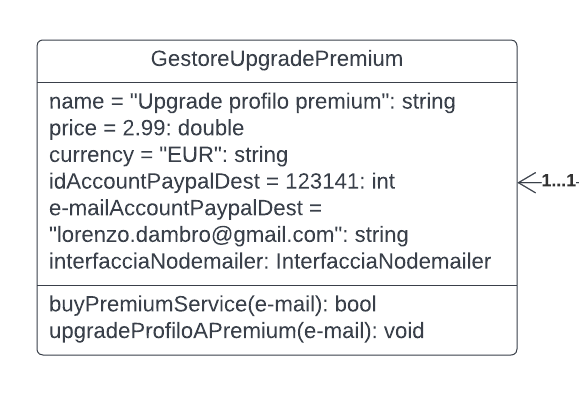 GestoreUpgradePremium
name = "Upgrade profilo premium": string
price = 2.99: double
currency = "EUR": string
idAccountPaypalDest = 123141: int
e-mailAccountPaypalDest =
"lorenzo.dambro@gmail.com": string
interfacciaNodemailer: InterfacciaNodemailer
buyPremiumService(e-mail): bool
upgradeProfiloAPremium(e-mail): void
1...1